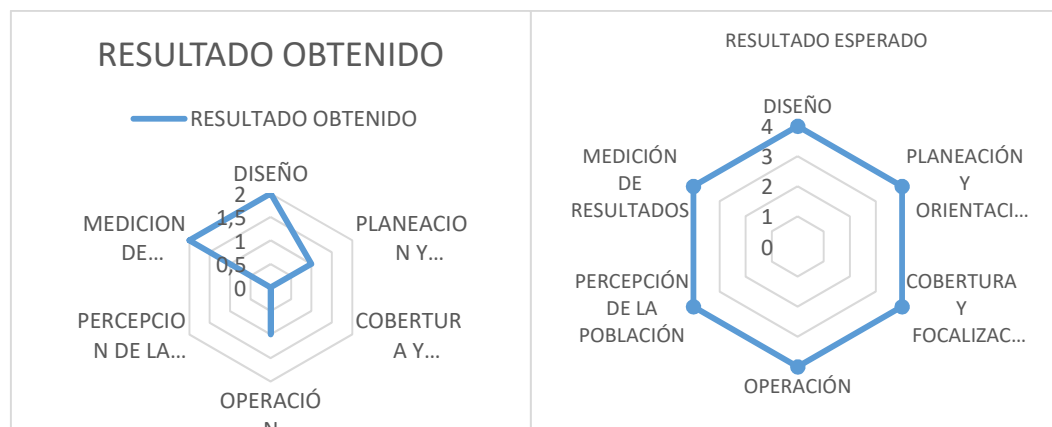 RESULTADO OBTENIDO
RESULTADO OBTENIDO
DISEÑO
2
1,5
1
0,5
0
PLANEACIO
N Y...
COBERTUR
A Y...
OPERACIÓ
N
PERCEPCIO
N DE LA...
MEDICION
DE...
RESULTADO ESPERADO
DISEÑO
4
3
2
1
0
PLANEACIÓN
Y
ORIENTACI...
COBERTURA
Y
FOCALIZAC...
OPERACIÓN
PERCEPCIÓN
DE LA
POBLACIÓN
MEDICIÓN
DE
RESULTADOS